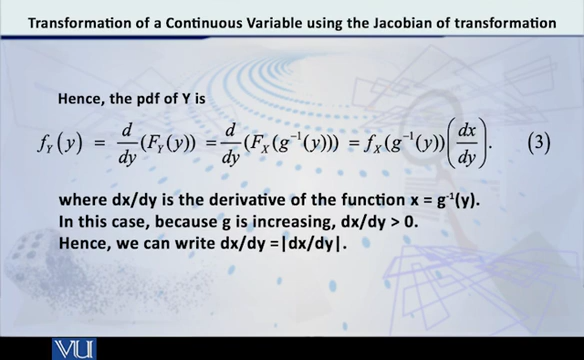 Transformation of a Continuous Variable using the Jacobian of transformation
Hence, the pdf of Y is
f_Y(y) = d/dy (F_Y(y)) = d/dy (F_X(g⁻¹(y))) = f_X(g⁻¹(y)) (dx/dy). (3)
where dx/dy is the derivative of the function x = g⁻¹(y).
In this case, because g is increasing, dx/dy > 0.
Hence, we can write dx/dy =|dx/dy|.
VU